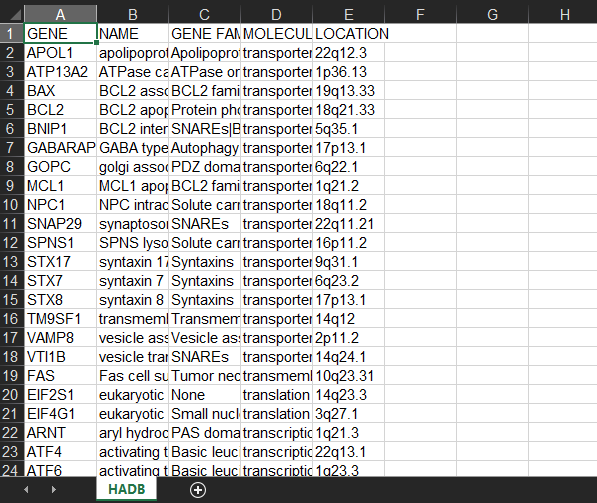 A B C D E F G H
1 GENE NAME GENE FAM MOLECUL LOCATION
2 APOL1 apolipoprot Apolipoprot transporter 22q12.3
3 ATP13A2 ATPase ca ATPase or transporter 1p36.13
4 BAX BCL2 asso BCL2 famil transporter 19q13.33
5 BCL2 BCL2 apop Protein pho transporter 18q21.33
6 BNIP1 BCL2 inter SNAREs|B transporter 5q35.1
7 GABARAP GABA type Autophagy transporter 17p13.1
8 GOPC golgi assoc PDZ doma transporter 6q22.1
9 MCL1 MCL1 apop BCL2 famil transporter 1q21.2
10 NPC1 NPC intrac Solute carr transporter 18q11.2
11 SNAP29 synaptosor SNAREs transporter 22q11.21
12 SPNS1 SPNS lyso Solute carr transporter 16p11.2
13 STX17 syntaxin 17 Syntaxins transporter 9q31.1
14 STX7 syntaxin 7 Syntaxins transporter 6q23.2
15 STX8 syntaxin 8 Syntaxins transporter 17p13.1
16 TM9SF1 transmeml Transmem transporter 14q12
17 VAMP8 vesicle ass Vesicle ass transporter 2p11.2
18 VTI1B vesicle tran SNAREs transporter 14q24.1
19 FAS Fas cell su Tumor nec transmeml 10q23.31
20 EIF2S1 eukaryotic None translation 14q23.3
21 EIF4G1 eukaryotic Small nucl translation 3q27.1
22 ARNT aryl hydroc PAS doma transcriptic 1q21.3
23 ATF4 activating t Basic leuc transcriptic 22q13.1
24 ATF6 activating t Basic leuc transcriptic 1q23.3
HADB